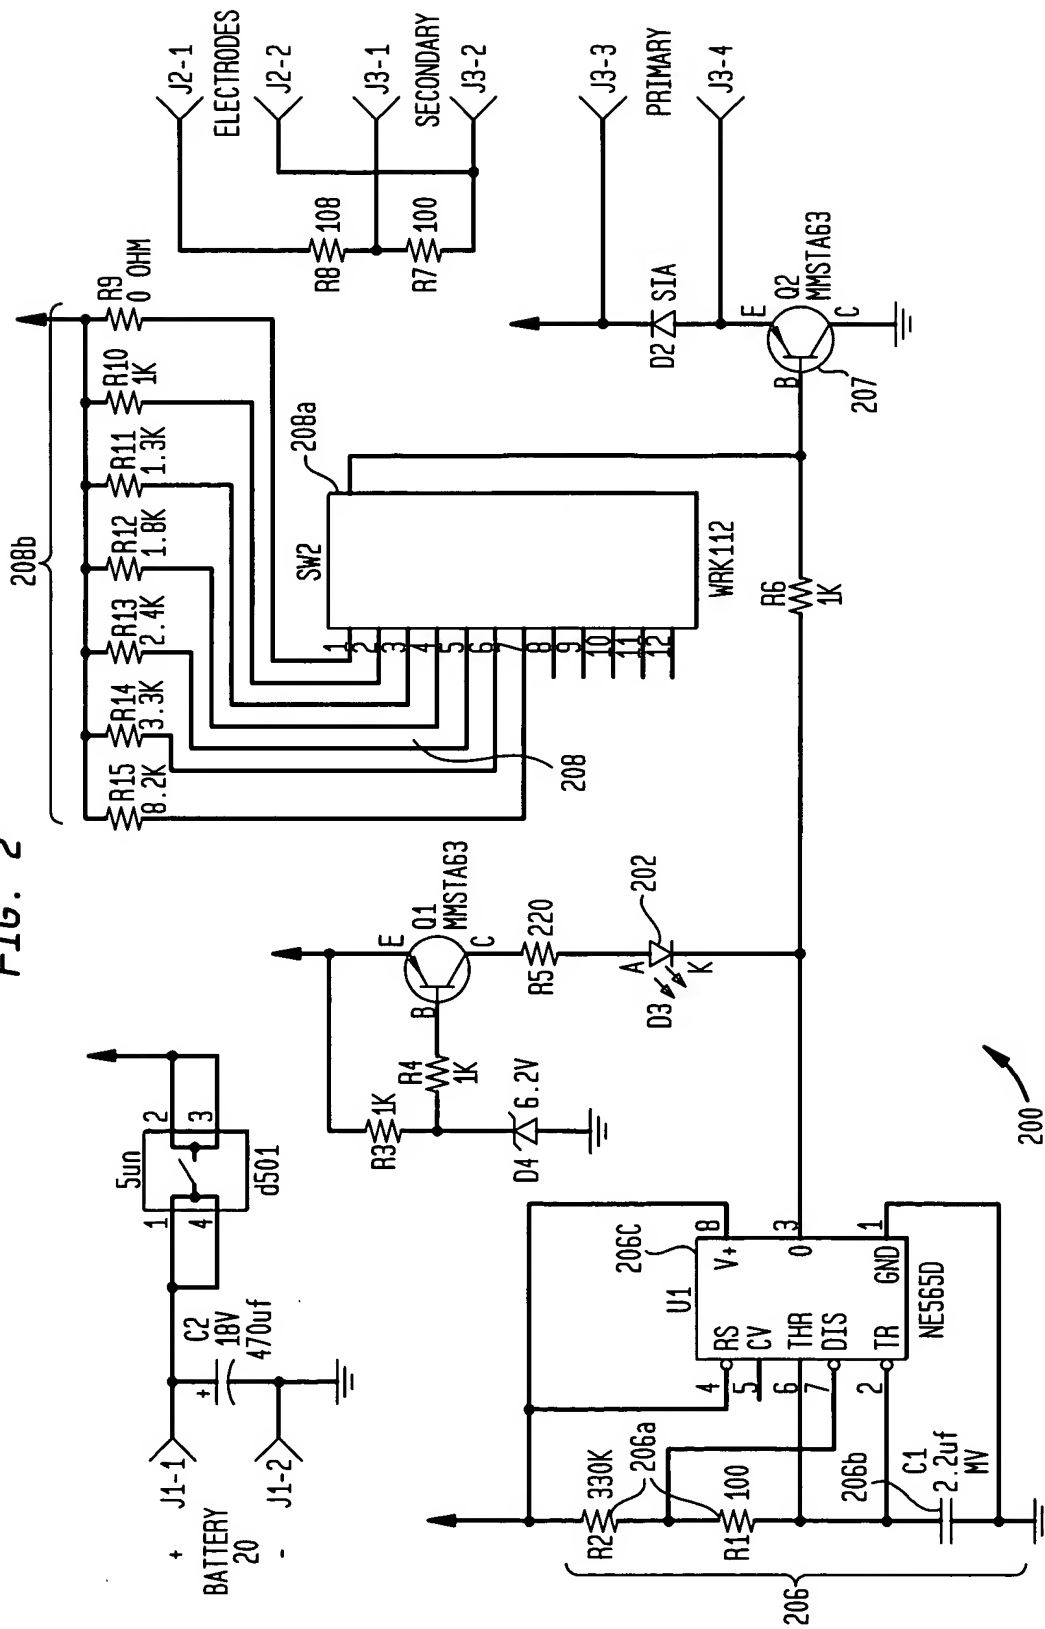 FIG. 2
J1-1
+
BATTERY
20
-
J1-2
C2
18V
470uf
+
5un
d501
1
4
2
3
R3
1K
R4
1K
D4
6.2V
Q1
MMSTA63
E
B
C
R5
220
A
K
D3
202
206
R2
330K
206a
R1
100
206b
C1
2.2uf
MV
U1
206C
NE565D
4
RS
5
CV
6
THR
7
DIS
2
TR
V+
8
O
3
GND
1
200
208b
R15
8.2K
R14
3.3K
R13
2.4K
R12
1.8K
R11
1.3K
R10
1K
R9
0 OHM
208
SW2
208a
WRK112
1
2
3
4
5
6
7
8
9
10
11
12
R6
1K
B
E
C
Q2
MMSTA63
207
D2
SIA
R8
108
R7
100
J2-1
ELECTRODES
J2-2
J3-1
SECONDARY
J3-2
J3-3
PRIMARY
J3-4